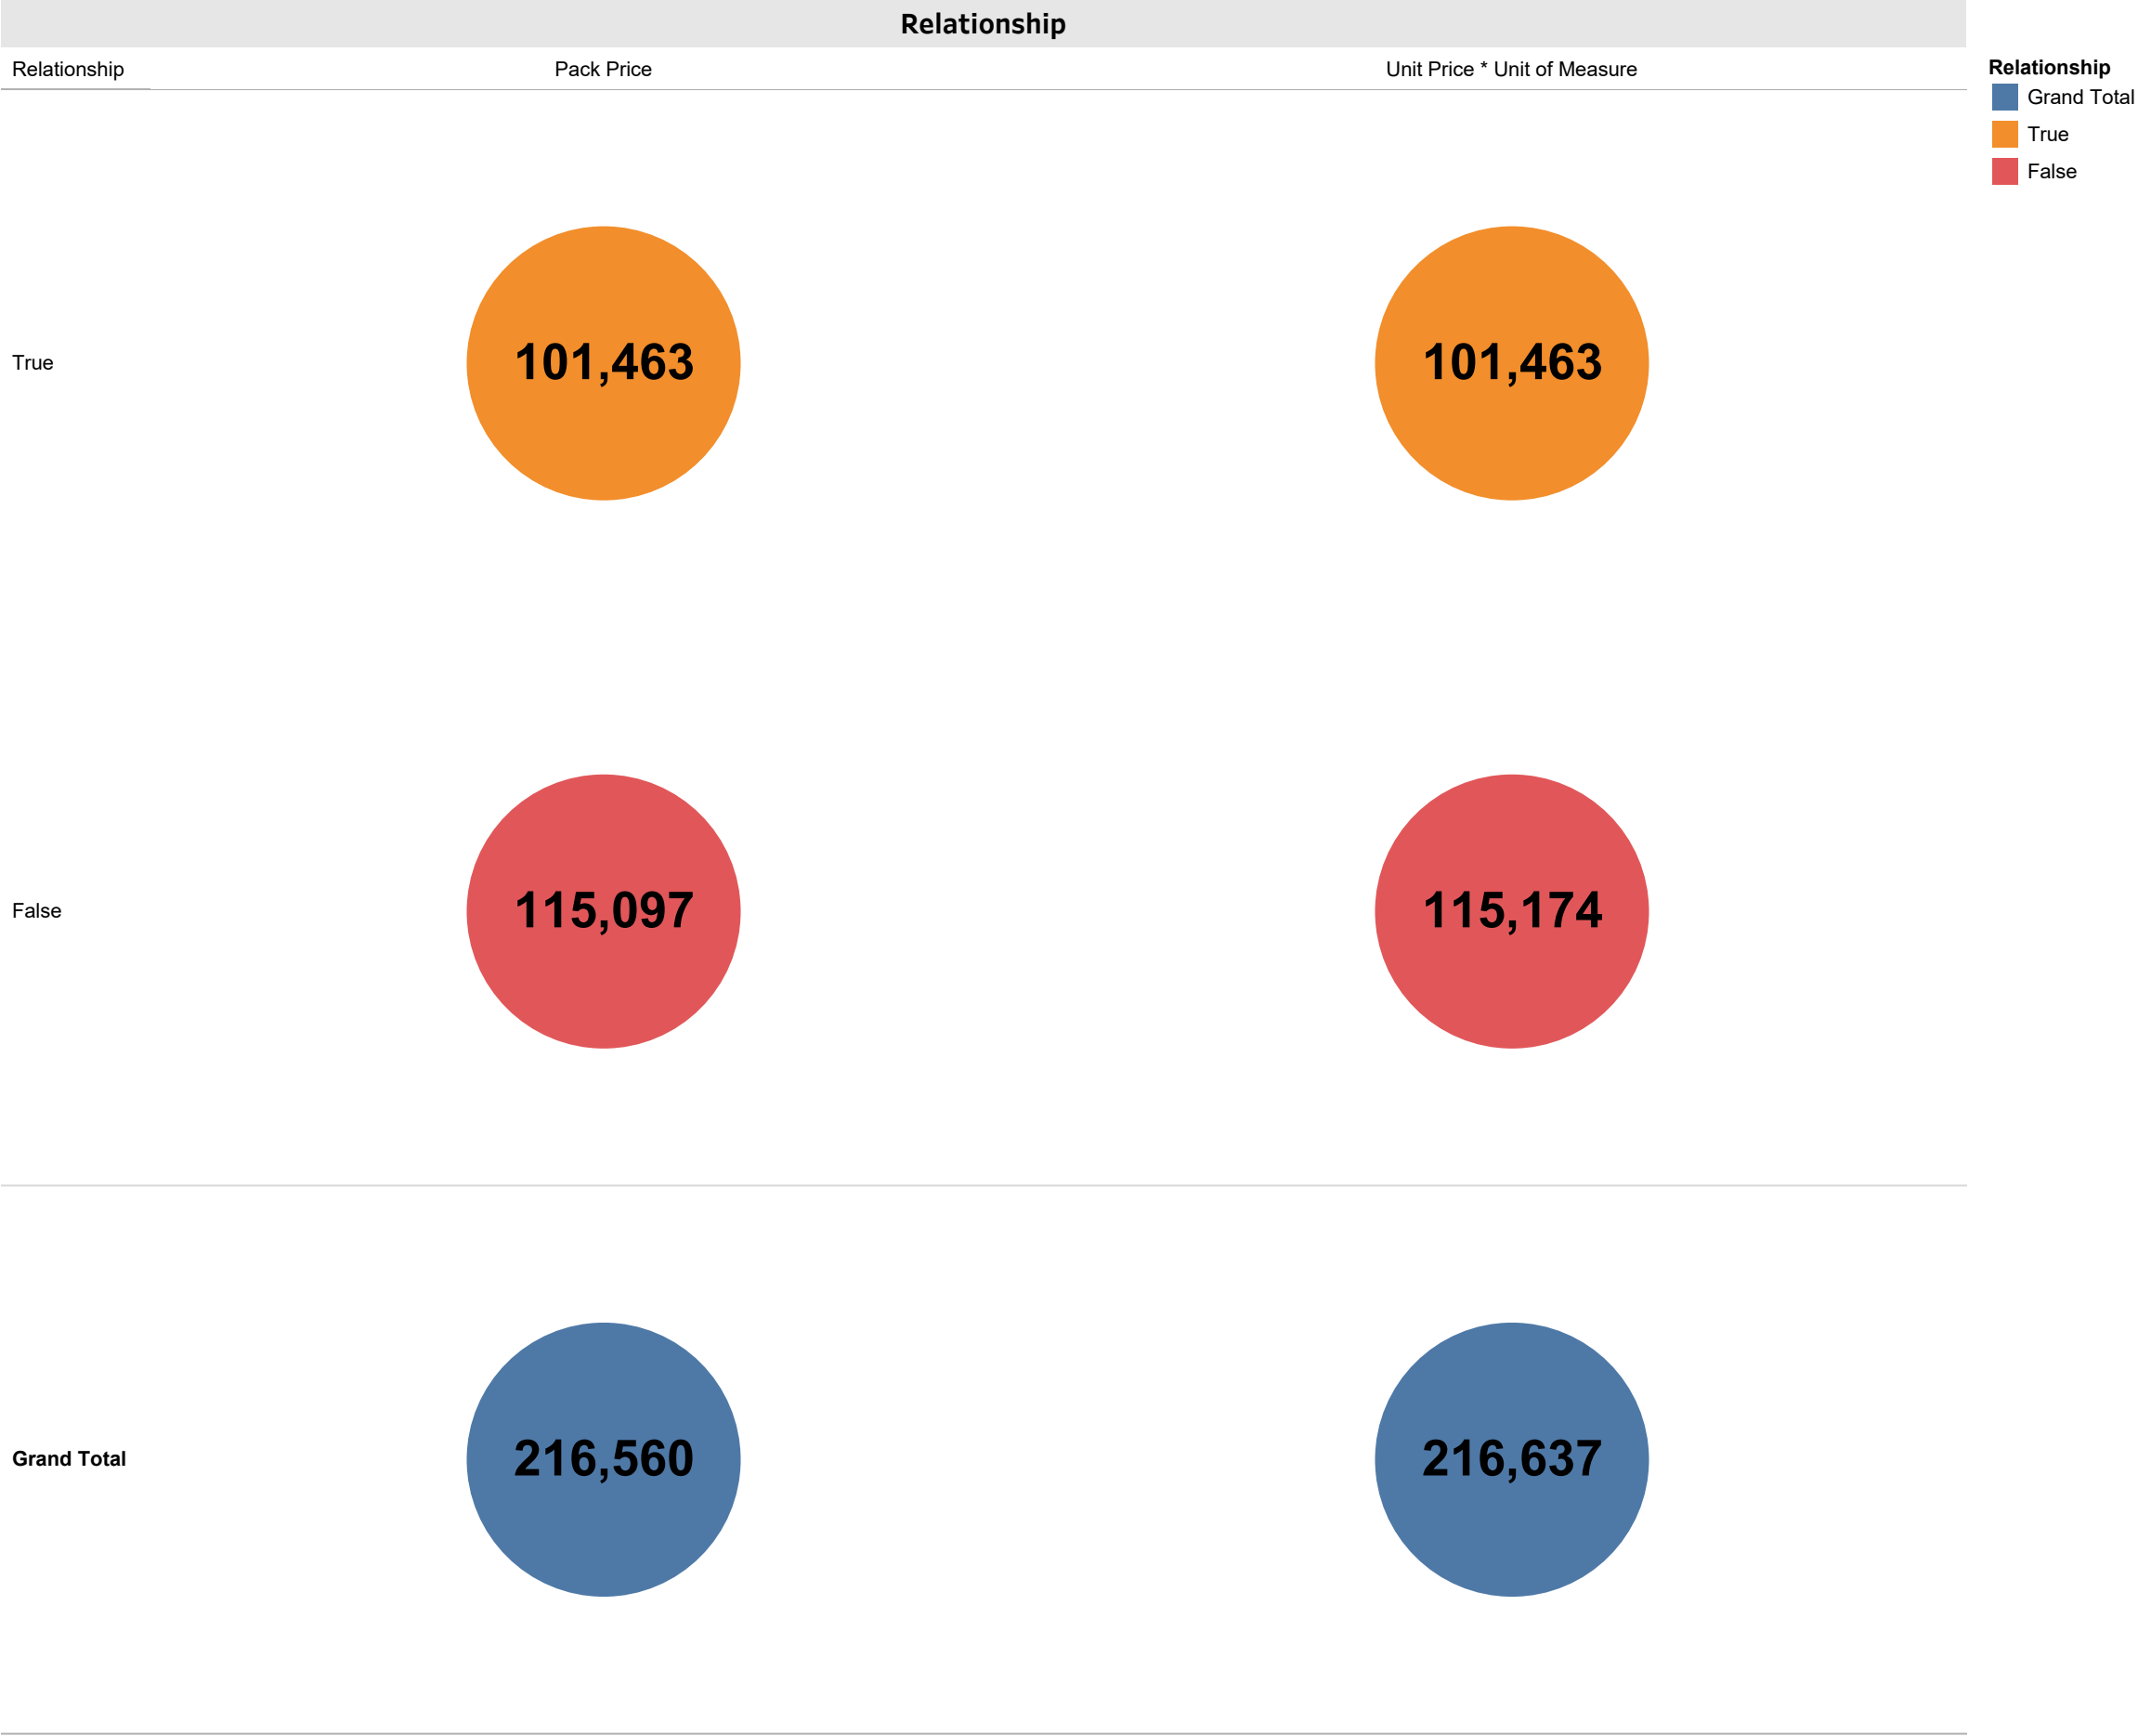 Relationship
Relationship Pack Price Unit Price * Unit of Measure
True 101,463 101,463
False 115,097 115,174
Grand Total 216,560 216,637
Relationship
Grand Total
True
False